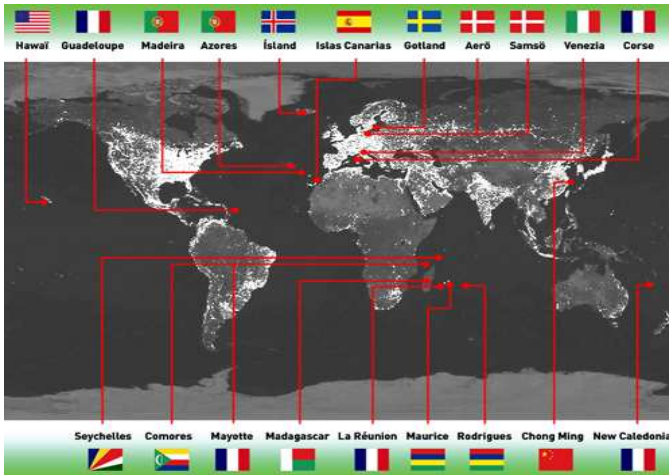 Hawaï Guadeloupe Madeira Azores Ísland Islas Canarias Gotland Aerö Samsö Venezia Corse
Seychelles Comores Mayotte Madagascar La Réunion Maurice Rodrigues Chong Ming New Caledonia